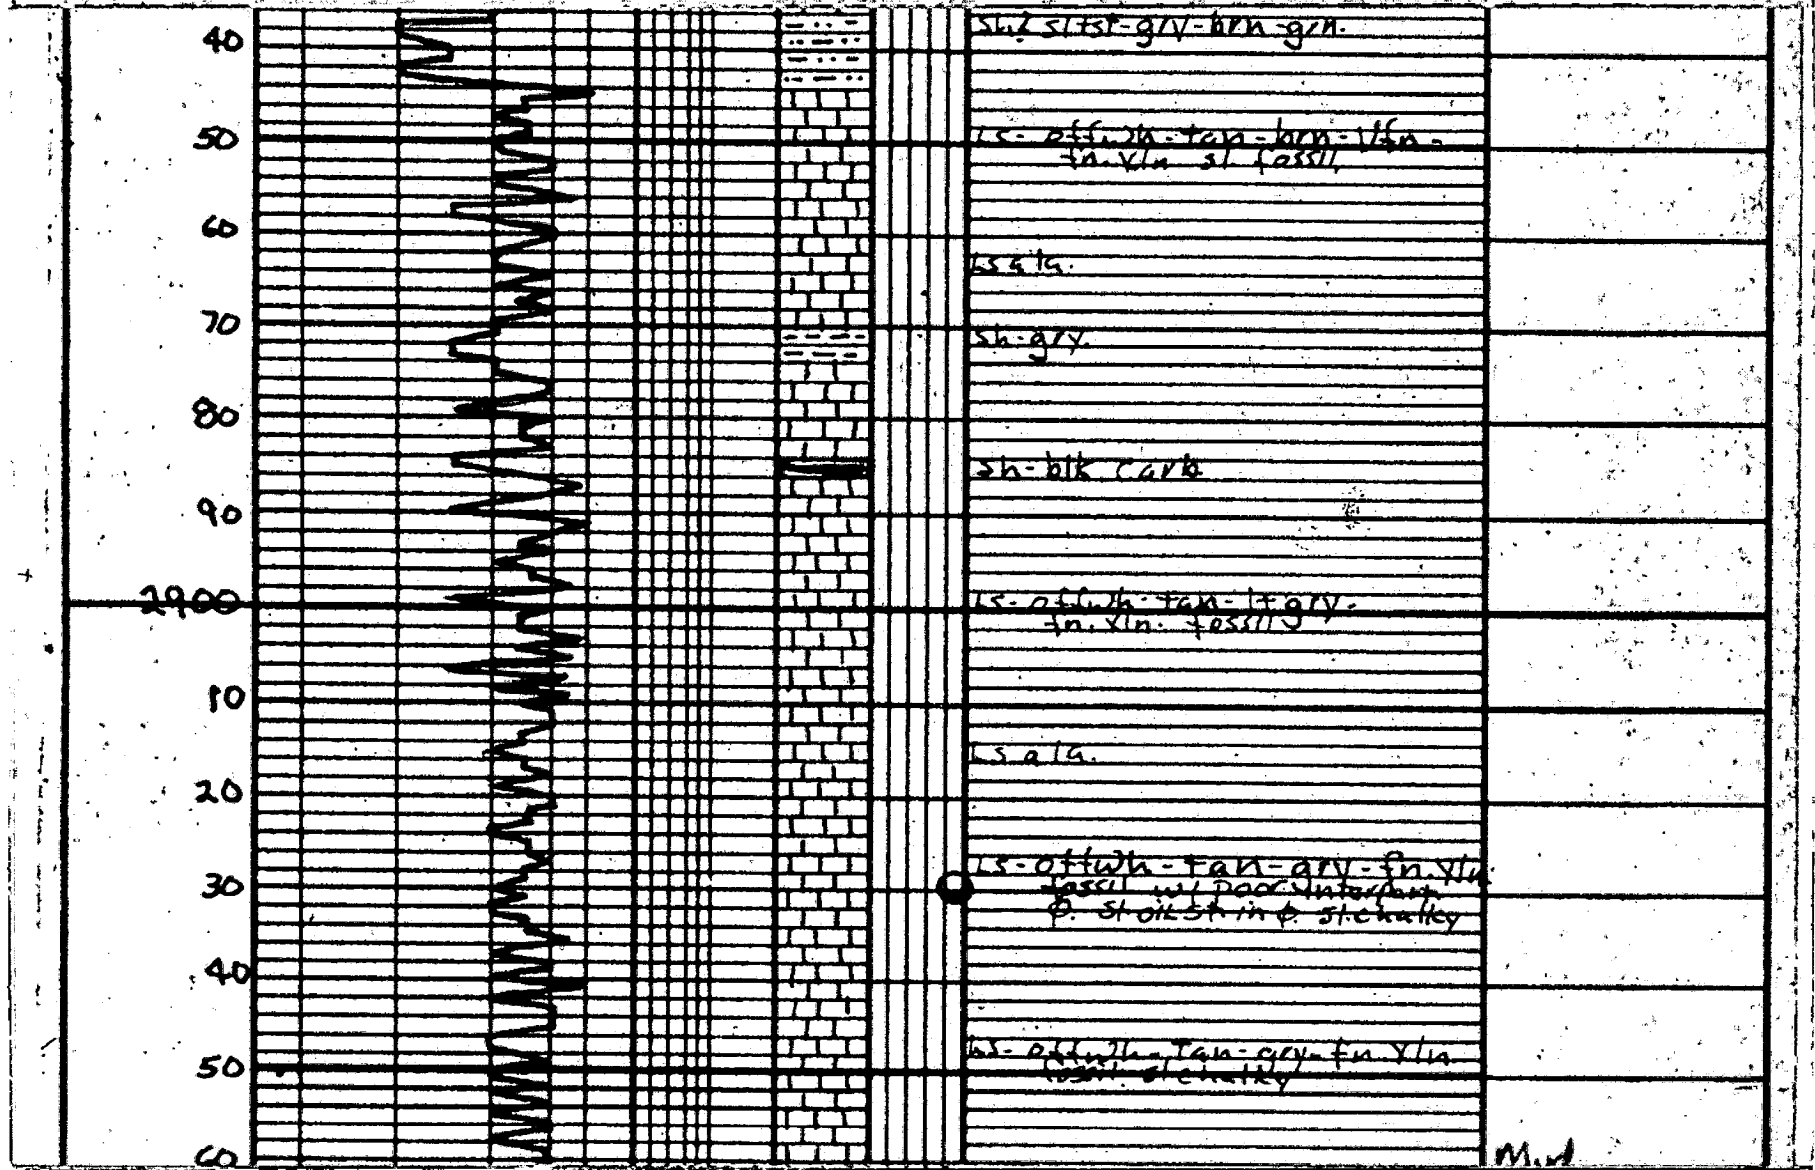 40
Sh & sltst-gry-brn-grn.
50
Ls- offwh-tan-brn-Vfn-
fn.xln sl. fossil,
60
Ls a/a.
70
Sh-gry.
80
Sh-blk carb
90
2900
Ls- offwh-tan-lt gry.
fn.xln. fossil
10
Ls a/a.
20
Ls-offwh-tan-gry-fn.xln.
30
fossil w/ poor interpart
ϕ. sl. oil st. in ϕ. sl. chalky
40
Ls- offwh-tan-gry-fn xln
50
fossil. sl chalky
60
Mud